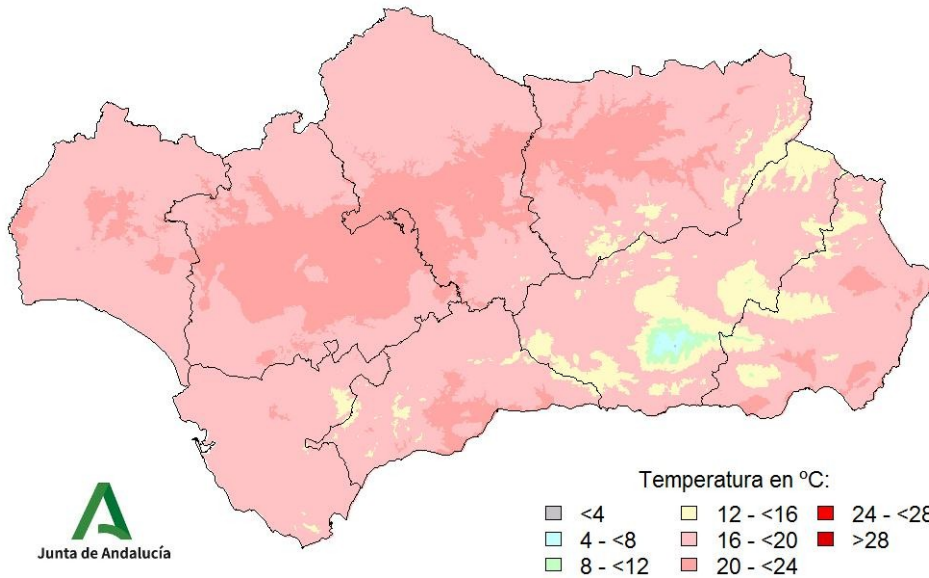 Temperatura en ºC:
<4 12 - <16 24 - <28
4 - <8 16 - <20 >28
8 - <12 20 - <24
Junta de Andalucía